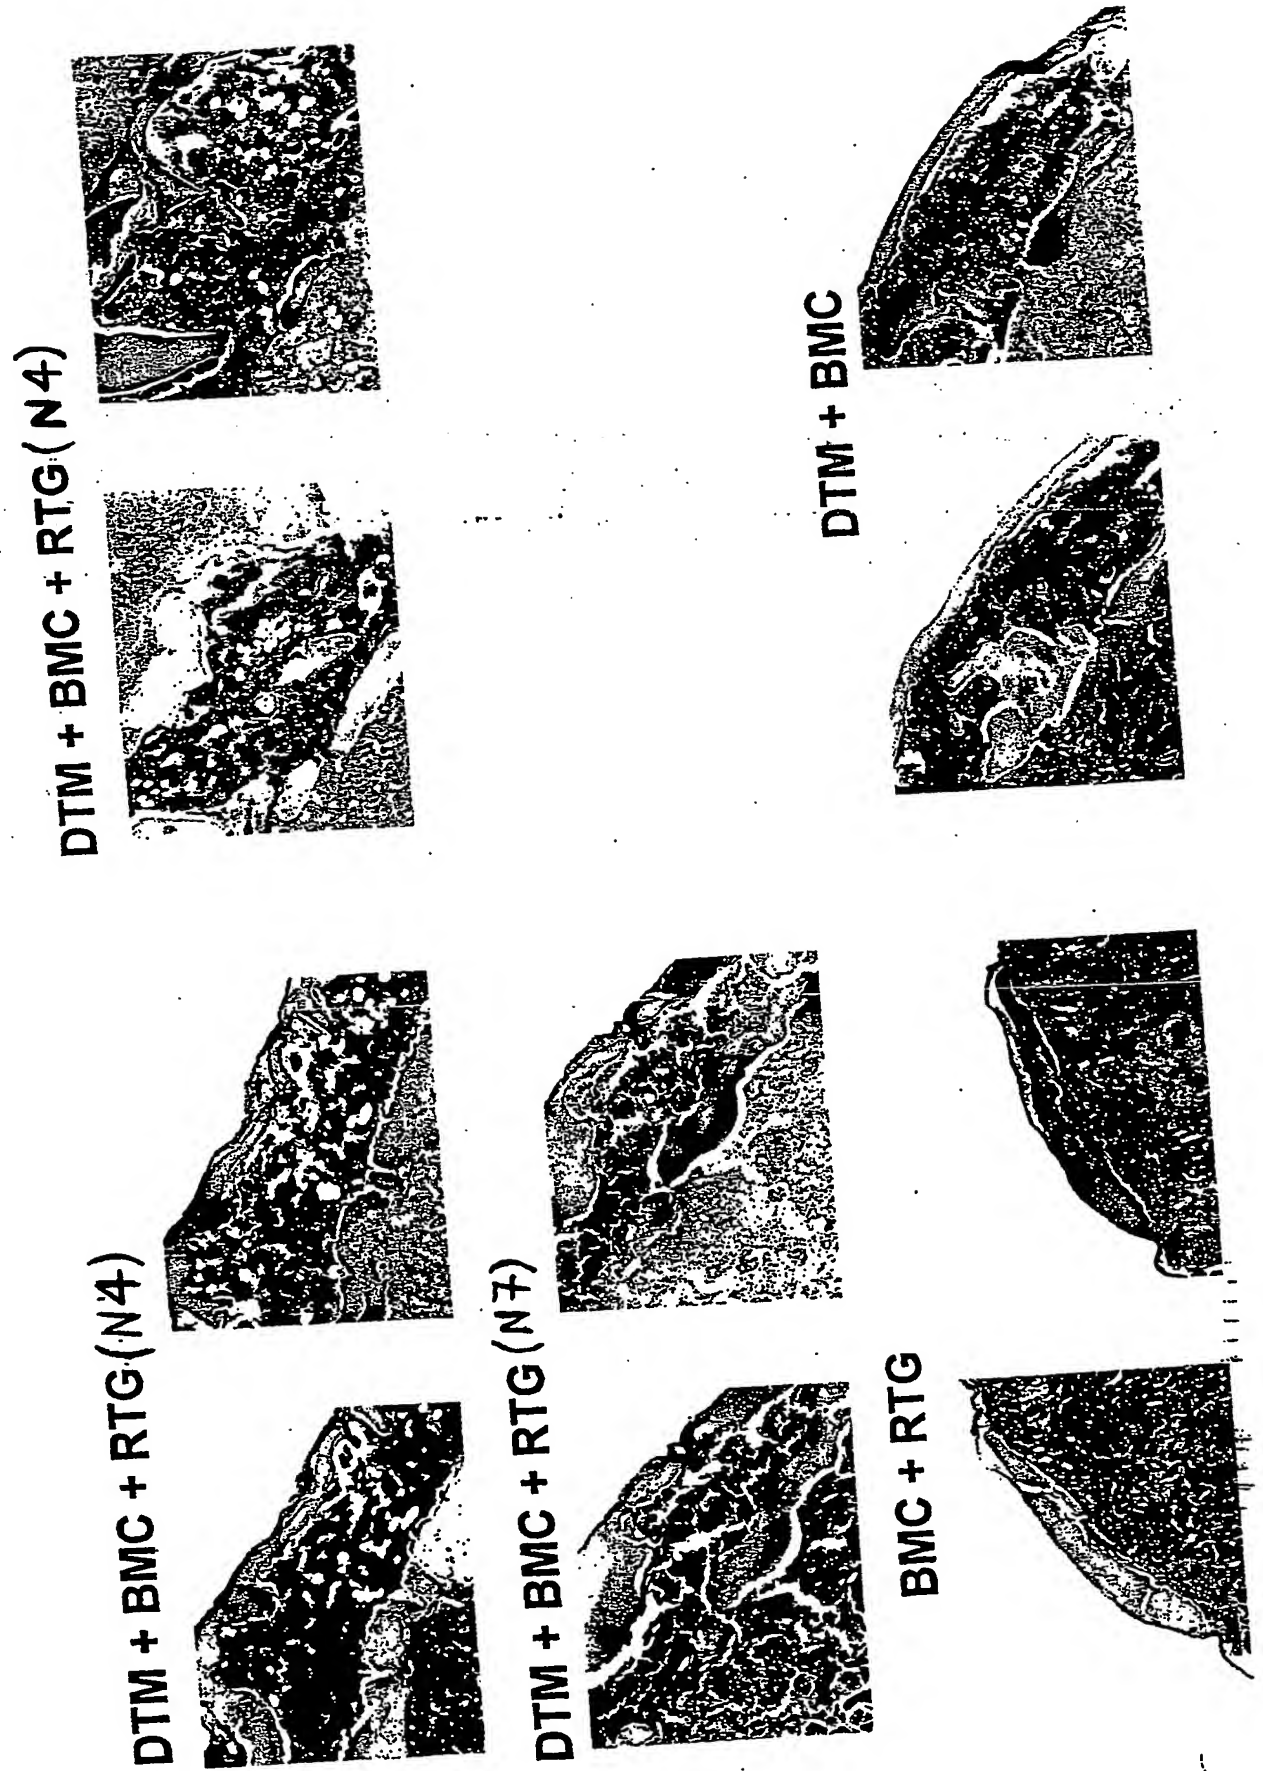 DTM + BMC + RTG (N4)
DTM + BMC + RTG (N4)
DTM + BMC + RTG (N7)
BMC + RTG
DTM + BMC